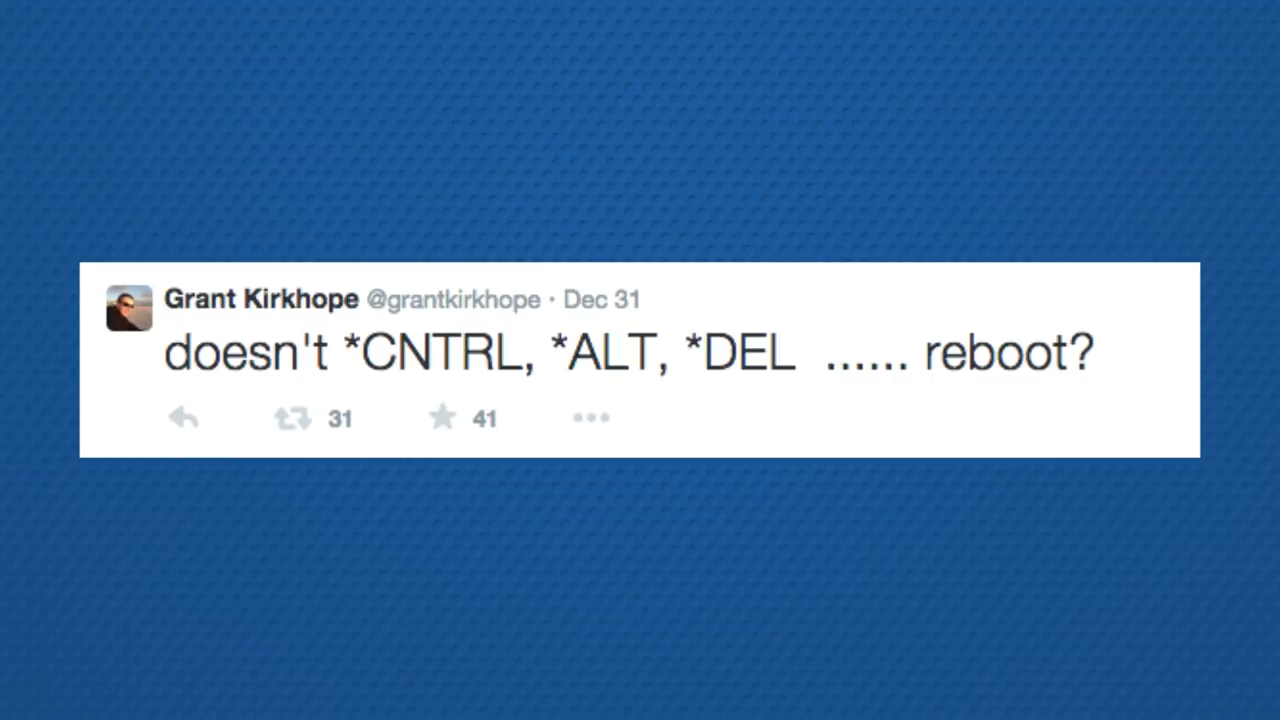 Grant Kirkhope @grantkirkhope · Dec 31
doesn't *CNTRL, *ALT, *DEL ...... reboot?
31 41